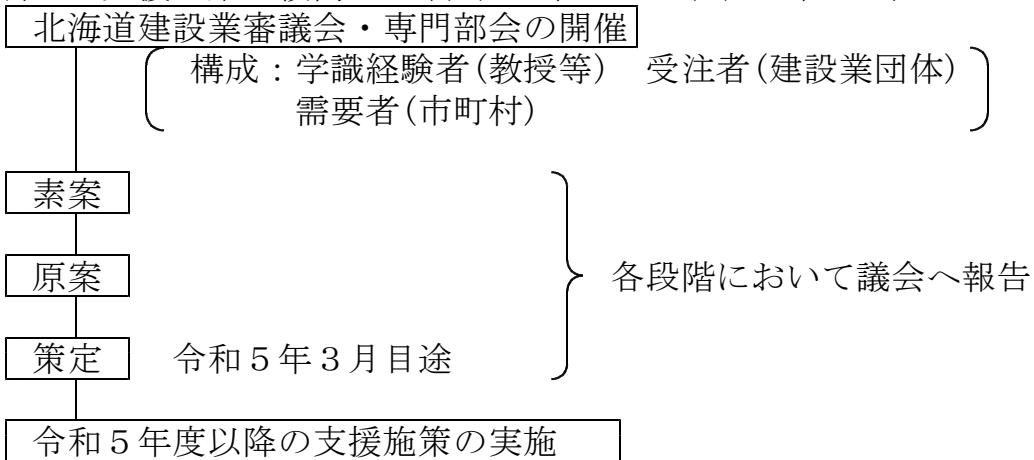 北海道建設業審議会・専門部会の開催
構成：学識経験者(教授等)　受注者(建設業団体)
需要者(市町村)
素案
原案
各段階において議会へ報告
策定　令和５年３月目途
令和５年度以降の支援施策の実施